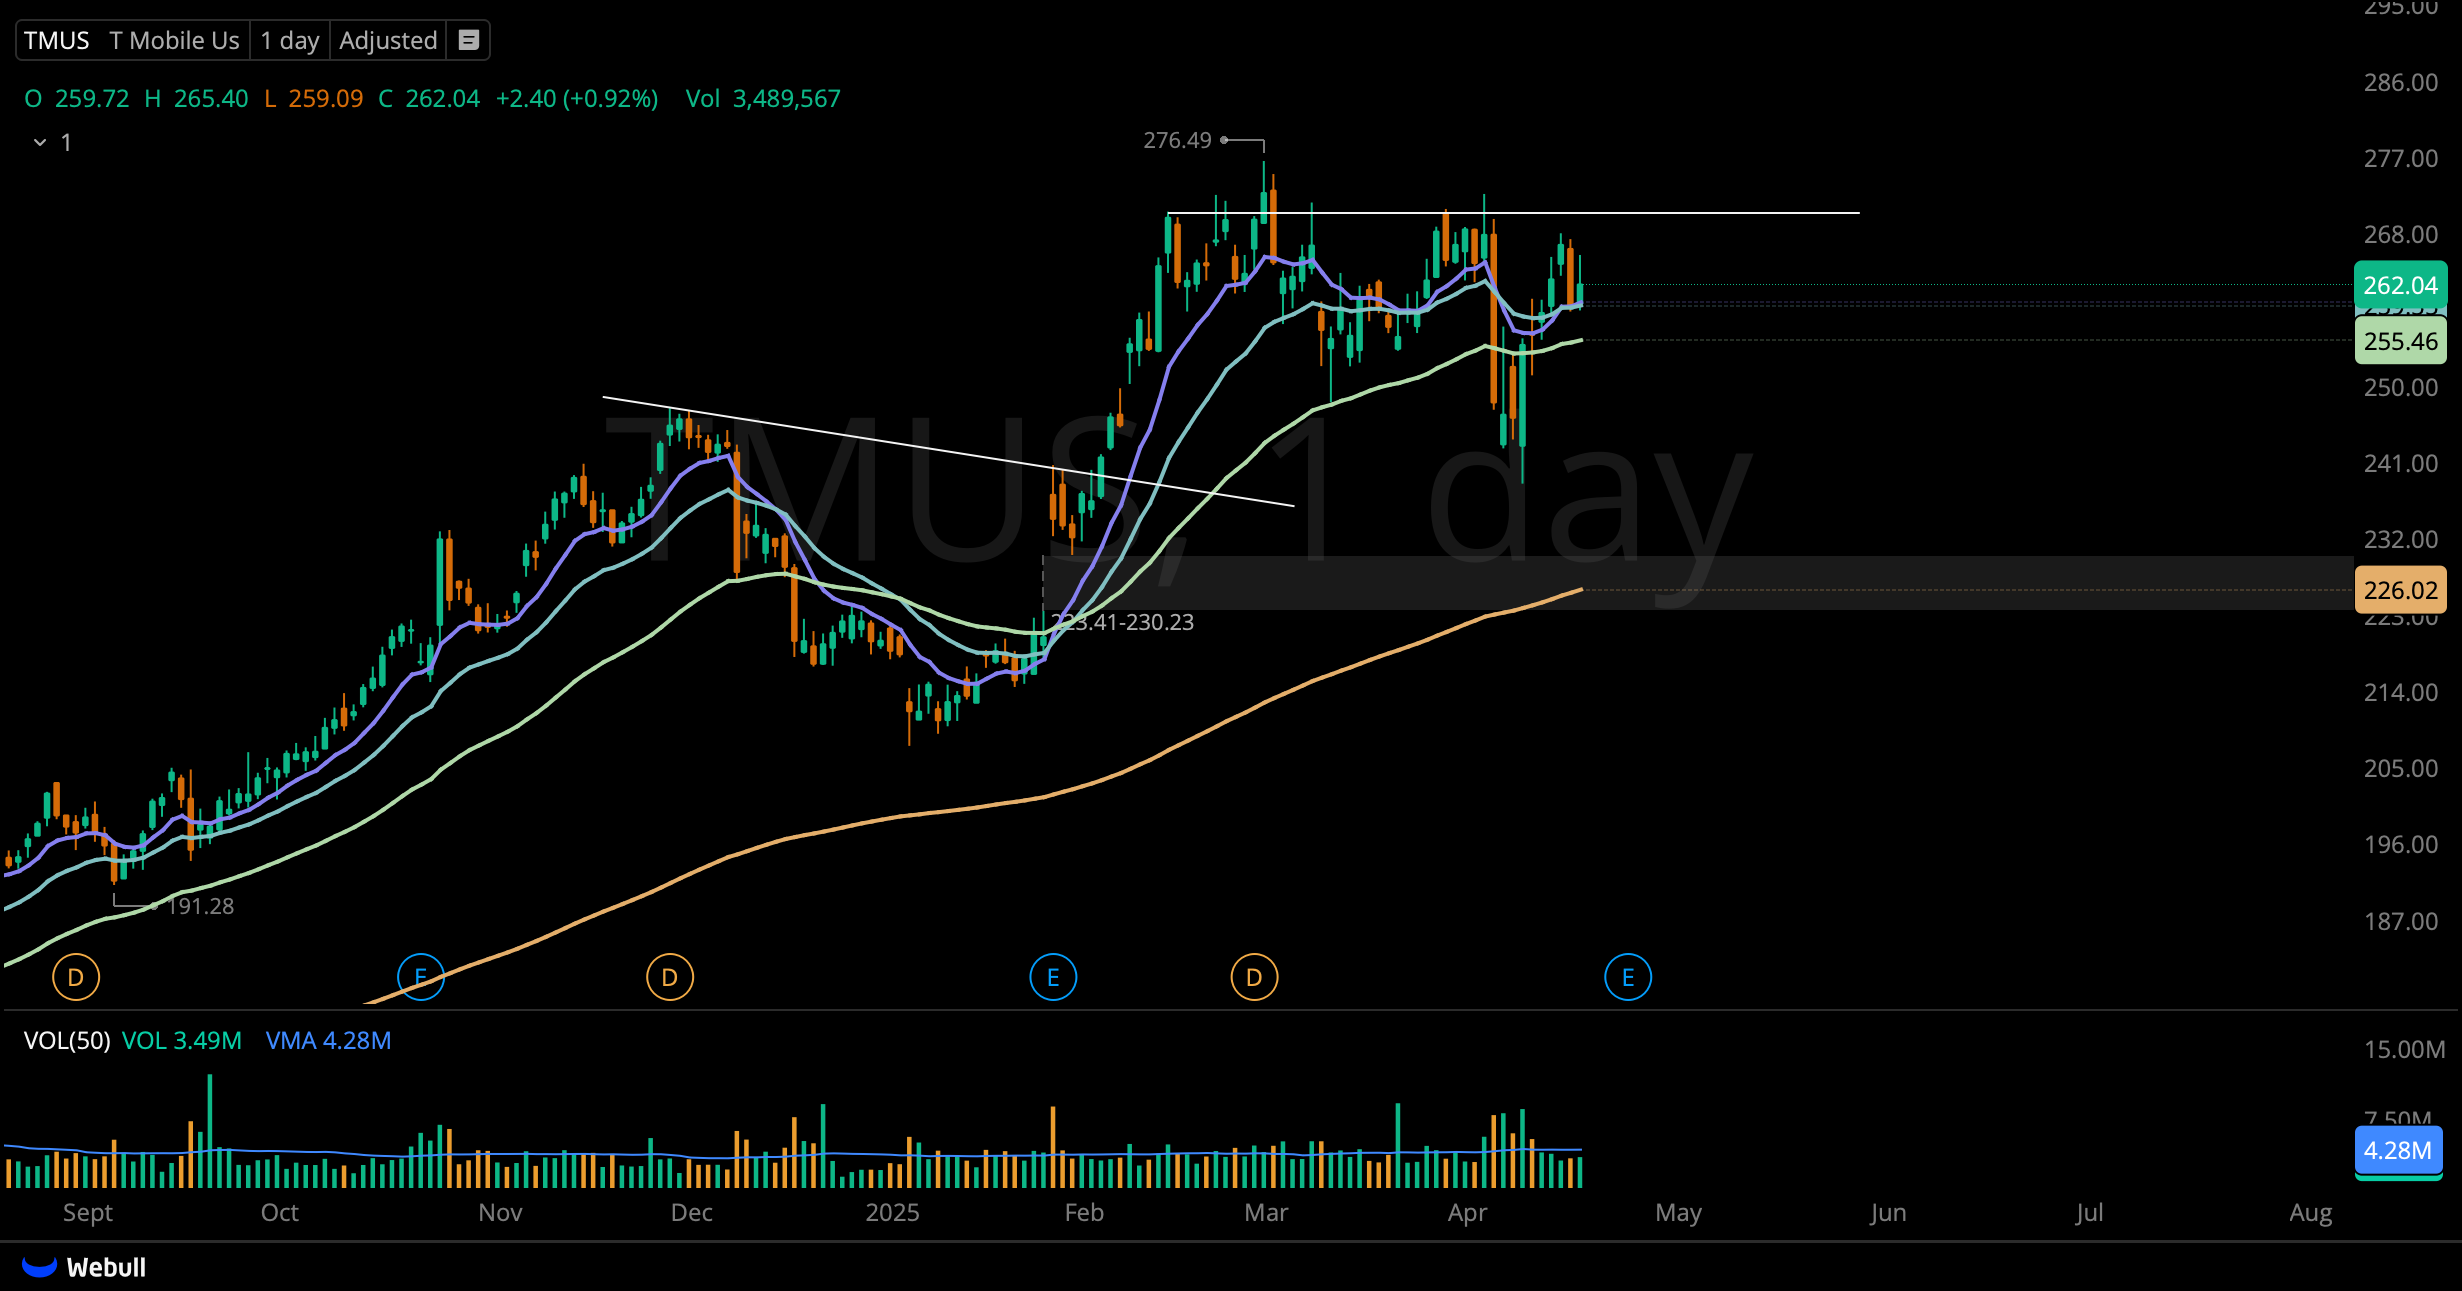 TMUS T Mobile Us 1 day Adjusted
295.00
O 259.72 H 265.40 L 259.09 C 262.04 +2.40 (+0.92%) Vol 3,489,567
286.00
1
276.49
277.00
268.00
262.04
255.46
250.00
TMUS, 1 day
241.00
232.00
226.02
223.00
223.41-230.23
214.00
205.00
196.00
191.28
187.00
D E D E D E
VOL(50) VOL 3.49M VMA 4.28M
15.00M
7.50M
4.28M
Sept Oct Nov Dec 2025 Feb Mar Apr May Jun Jul Aug
Webull